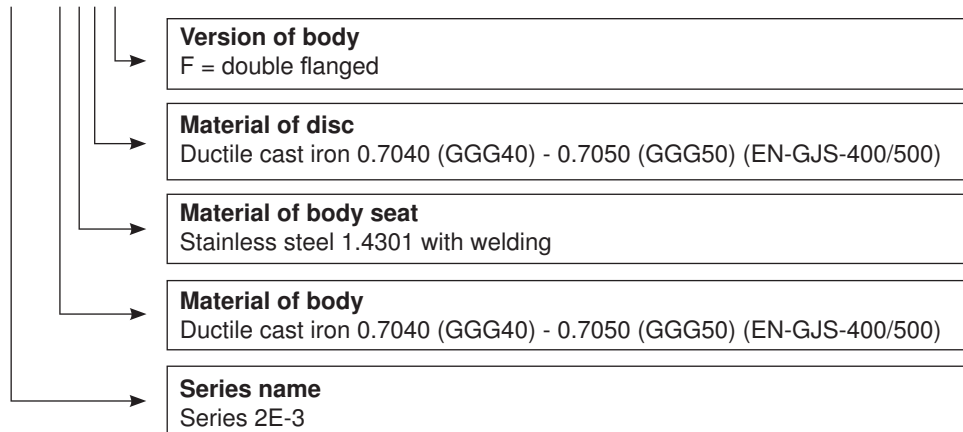 Version of body
F = double flanged
Material of disc
Ductile cast iron 0.7040 (GGG40) - 0.7050 (GGG50) (EN-GJS-400/500)
Material of body seat
Stainless steel 1.4301 with welding
Material of body
Ductile cast iron 0.7040 (GGG40) - 0.7050 (GGG50) (EN-GJS-400/500)
Series name
Series 2E-3